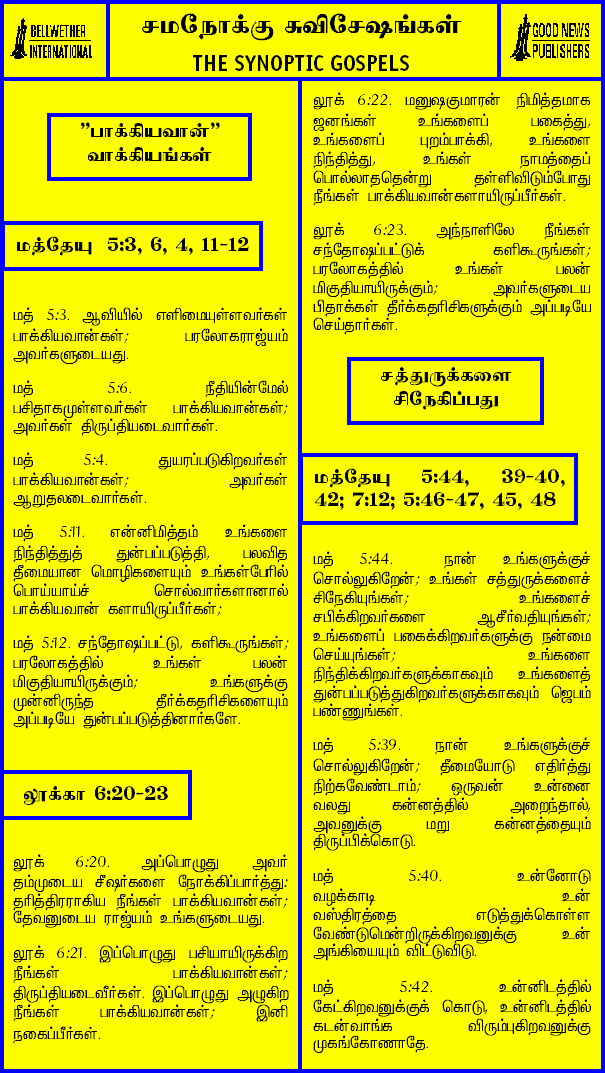 BELLWETHER
INTERNATIONAL
சமநோக்கு சுவிசேஷங்கள்
THE SYNOPTIC GOSPELS
GOOD NEWS
PUBLISHERS
”பாக்கியவான்”
வாக்கியங்கள்
மத்தேயு 5:3, 6, 4, 11-12
மத் 5:3. ஆவியில் எளிமையுள்ளவர்கள்
பாக்கியவான்கள்; பரலோகராஜ்யம்
அவர்களுடையது.
மத் 5:6. நீதியின்மேல்
பசிதாகமுள்ளவர்கள் பாக்கியவான்கள்;
அவர்கள் திருப்தியடைவார்கள்.
மத் 5:4. துயரப்படுகிறவர்கள்
பாக்கியவான்கள்; அவர்கள்
ஆறுதலடைவார்கள்.
மத் 5:11. என்னிமித்தம் உங்களை
நிந்தித்துத் துன்பப்படுத்தி, பலவித
தீமையான மொழிகளையும் உங்கள்பேரில்
பொய்யாய்ச் சொல்வார்களானால்
பாக்கியவான் களாயிருப்பீர்கள்;
மத் 5:12. சந்தோஷப்பட்டு, களிகூருங்கள்;
பரலோகத்தில் உங்கள் பலன்
மிகுதியாயிருக்கும்; உங்களுக்கு
முன்னிருந்த தீர்க்கதரிசிகளையும்
அப்படியே துன்பப்படுத்தினார்களே.
லூக்கா 6:20-23
லூக் 6:20. அப்பொழுது அவர்
தம்முடைய சீஷர்களை நோக்கிப்பார்த்து:
தரித்திரராகிய நீங்கள் பாக்கியவான்கள்;
தேவனுடைய ராஜ்யம் உங்களுடையது.
லூக் 6:21. இப்பொழுது பசியாயிருக்கிற
நீங்கள் பாக்கியவான்கள்;
திருப்தியடைவீர்கள். இப்பொழுது அழுகிற
நீங்கள் பாக்கியவான்கள்; இனி
நகைப்பீர்கள்.
லூக் 6:22. மனுஷகுமாரன் நிமித்தமாக
ஜனங்கள் உங்களைப் பகைத்து,
உங்களைப் புறம்பாக்கி, உங்களை
நிந்தித்து, உங்கள் நாமத்தைப்
பொல்லாததென்று தள்ளிவிடும்போது
நீங்கள் பாக்கியவான்களாயிருப்பீர்கள்.
லூக் 6:23. அந்நாளிலே நீங்கள்
சந்தோஷப்பட்டுக் களிகூருங்கள்;
பரலோகத்தில் உங்கள் பலன்
மிகுதியாயிருக்கும்; அவர்களுடைய
பிதாக்கள் தீர்க்கதரிசிகளுக்கும் அப்படியே
செய்தார்கள்.
சத்துருக்களை
சிநேகிப்பது
மத்தேயு 5:44, 39-40,
42; 7:12; 5:46-47, 45, 48
மத் 5:44. நான் உங்களுக்குச்
சொல்லுகிறேன்; உங்கள் சத்துருக்களைச்
சிநேகியுங்கள்; உங்களைச்
சபிக்கிறவர்களை ஆசீர்வதியுங்கள்;
உங்களைப் பகைக்கிறவர்களுக்கு நன்மை
செய்யுங்கள்; உங்களை
நிந்திக்கிறவர்களுக்காகவும் உங்களைத்
துன்பப்படுத்துகிறவர்களுக்காகவும் ஜெபம்
பண்ணுங்கள்.
மத் 5:39. நான் உங்களுக்குச்
சொல்லுகிறேன்; தீமையோடு எதிர்த்து
நிற்கவேண்டாம்; ஒருவன் உன்னை
வலது கன்னத்தில் அறைந்தால்,
அவனுக்கு மறு கன்னத்தையும்
திருப்பிக்கொடு.
மத் 5:40. உன்னோடு
வழக்காடி உன்
வஸ்திரத்தை எடுத்துக்கொள்ள
வேண்டுமென்றிருக்கிறவனுக்கு உன்
அங்கியையும் விட்டுவிடு.
மத் 5:42. உன்னிடத்தில்
கேட்கிறவனுக்குக் கொடு, உன்னிடத்தில்
கடன்வாங்க விரும்புகிறவனுக்கு
முகங்கோணாதே.